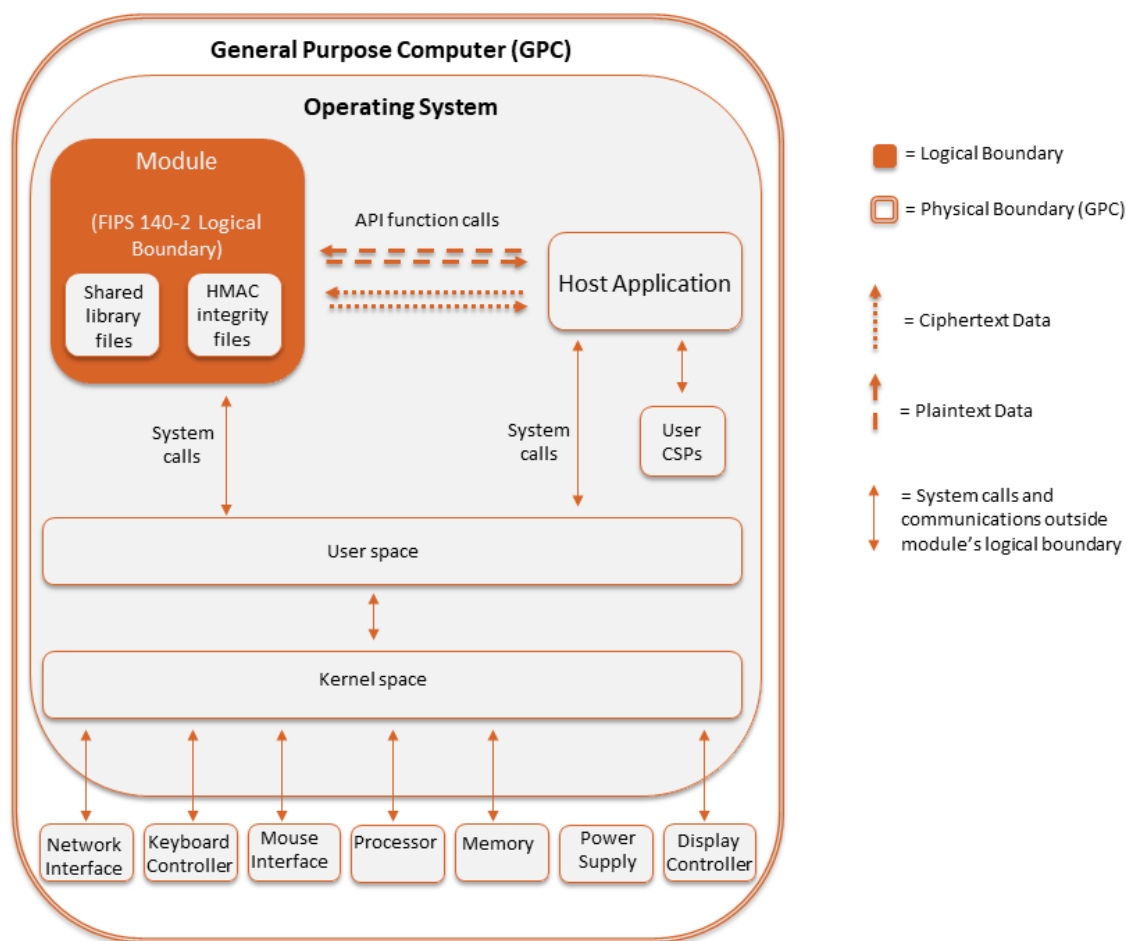 General Purpose Computer (GPC)
Operating System
Module
(FIPS 140-2 Logical
Boundary)
Shared
library
files
HMAC
integrity
files
API function calls
Host Application
System
calls
System
calls
User
CSPs
User space
Kernel space
Network
Interface
Keyboard
Controller
Mouse
Interface
Processor
Memory
Power
Supply
Display
Controller
= Logical Boundary
= Physical Boundary (GPC)
= Ciphertext Data
= Plaintext Data
= System calls and
communications outside
module’s logical boundary